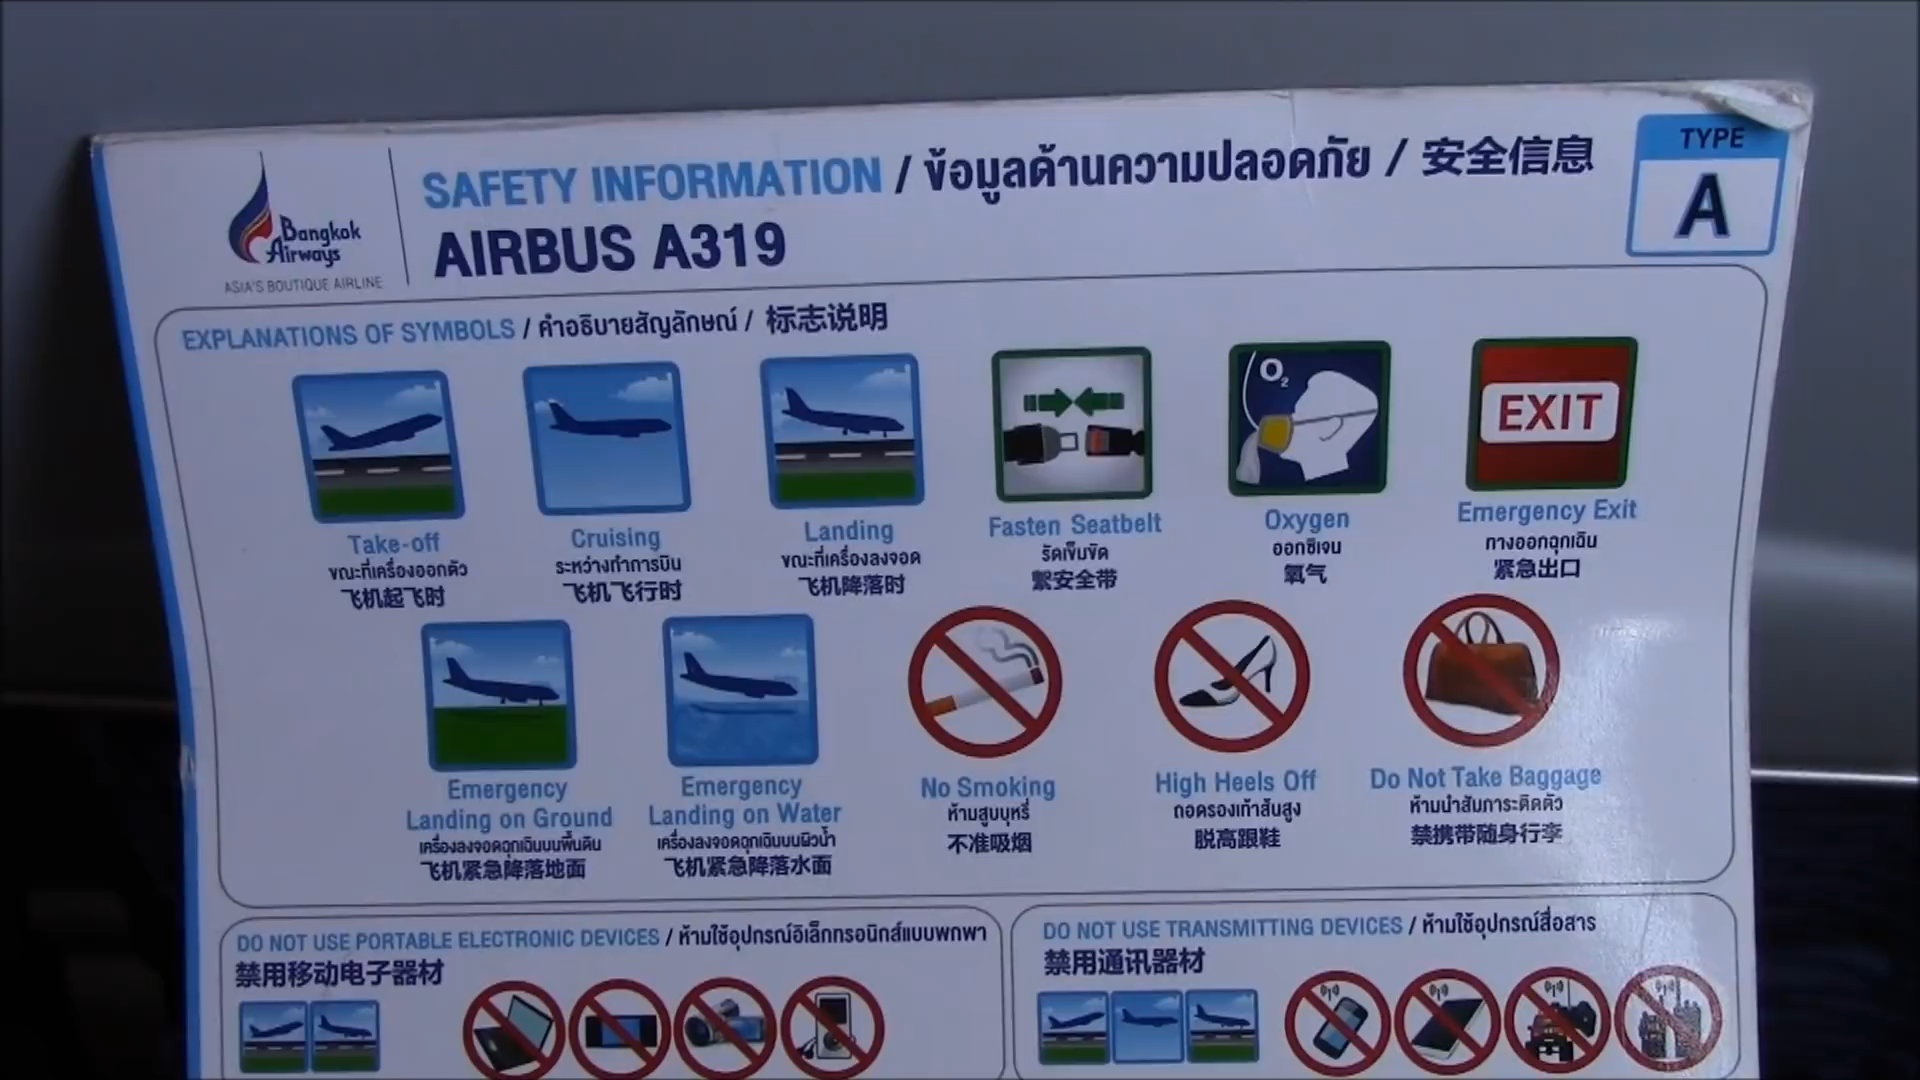 Bangkok
Airways
ASIA'S BOUTIQUE AIRLINE
SAFETY INFORMATION / ข้อมูลด้านความปลอดภัย / 安全信息
AIRBUS A319
TYPE
A
EXPLANATIONS OF SYMBOLS / คำอธิบายสัญลักษณ์ / 标志说明
O2
EXIT
Take-off
ขณะที่เครื่องออกตัว
飞机起飞时
Cruising
ระหว่างทำการบิน
飞机飞行时
Landing
ขณะที่เครื่องลงจอด
飞机降落时
Fasten Seatbelt
รัดเข็มขัด
繫安全带
Oxygen
ออกซิเจน
氧气
Emergency Exit
ทางออกฉุกเฉิน
紧急出口
Emergency
Landing on Ground
เครื่องลงจอดฉุกเฉินบนพื้นดิน
飞机紧急降落地面
Emergency
Landing on Water
เครื่องลงจอดฉุกเฉินบนผิวน้ำ
飞机紧急降落水面
No Smoking
ห้ามสูบบุหรี่
不准吸烟
High Heels Off
ถอดรองเท้าส้นสูง
脱高跟鞋
Do Not Take Baggage
ห้ามนำสัมภาระติดตัว
禁携带随身行李
DO NOT USE PORTABLE ELECTRONIC DEVICES / ห้ามใช้อุปกรณ์อิเล็กทรอนิกส์แบบพกพา
禁用移动电子器材
DO NOT USE TRANSMITTING DEVICES / ห้ามใช้อุปกรณ์สื่อสาร
禁用通讯器材